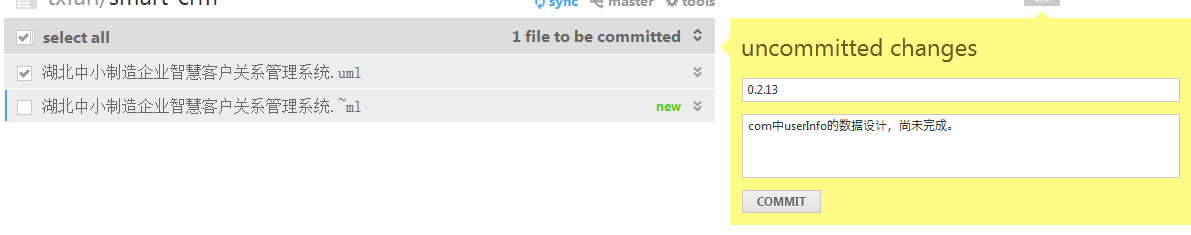 txfun/smart-crm
sync master tools
select all 1 file to be committed
湖北中小制造企业智慧客户关系管理系统.uml
湖北中小制造企业智慧客户关系管理系统.~ml
new
uncommitted changes
0.2.13
com中userInfo的数据设计，尚未完成。
COMMIT